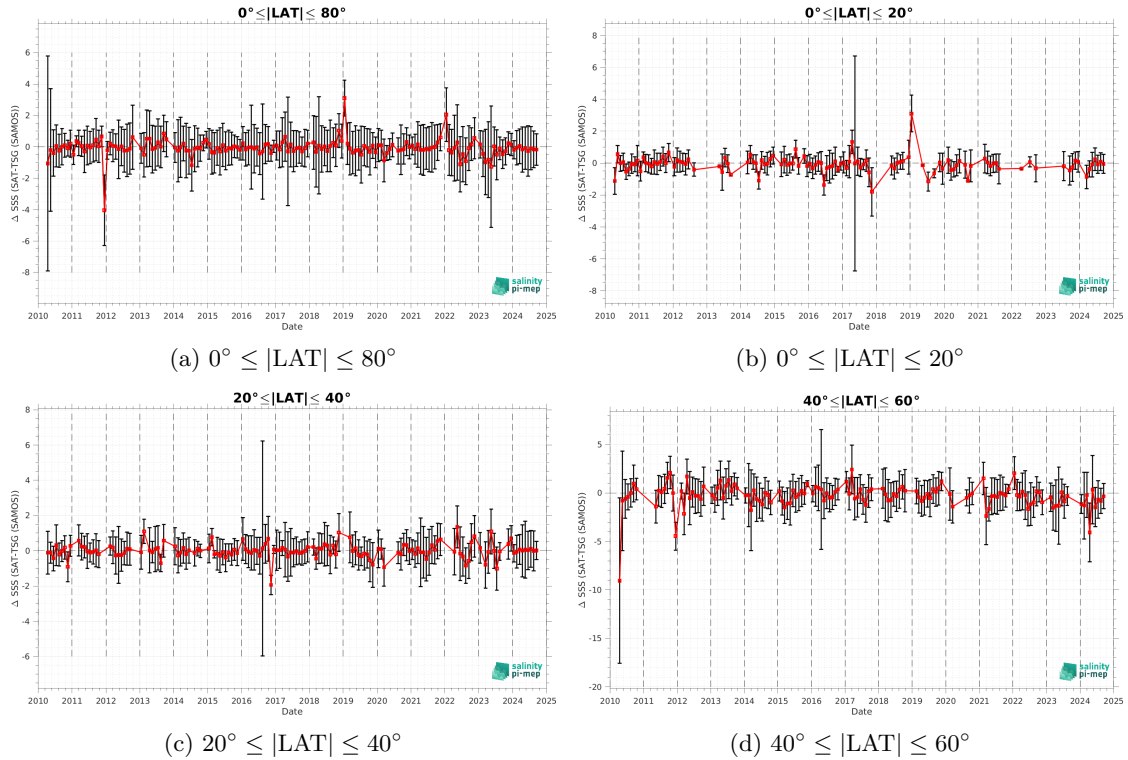 0°≤|LAT|≤ 80°
Δ SSS (SAT-TSG (SAMOS))
6
4
2
0
-2
-4
-6
-8
2010 2011 2012 2013 2014 2015 2016 2017 2018 2019 2020 2021 2022 2023 2024 2025
Date
salinity
pi-mep
(a) 0° ≤ |LAT| ≤ 80°
0°≤|LAT|≤ 20°
Δ SSS (SAT-TSG (SAMOS))
8
6
4
2
0
-2
-4
-6
-8
2010 2011 2012 2013 2014 2015 2016 2017 2018 2019 2020 2021 2022 2023 2024 2025
Date
salinity
pi-mep
(b) 0° ≤ |LAT| ≤ 20°
20°≤|LAT|≤ 40°
Δ SSS (SAT-TSG (SAMOS))
8
6
4
2
0
-2
-4
-6
2010 2011 2012 2013 2014 2015 2016 2017 2018 2019 2020 2021 2022 2023 2024 2025
Date
salinity
pi-mep
(c) 20° ≤ |LAT| ≤ 40°
40°≤|LAT|≤ 60°
Δ SSS (SAT-TSG (SAMOS))
5
0
-5
-10
-15
-20
2010 2011 2012 2013 2014 2015 2016 2017 2018 2019 2020 2021 2022 2023 2024 2025
Date
salinity
pi-mep
(d) 40° ≤ |LAT| ≤ 60°